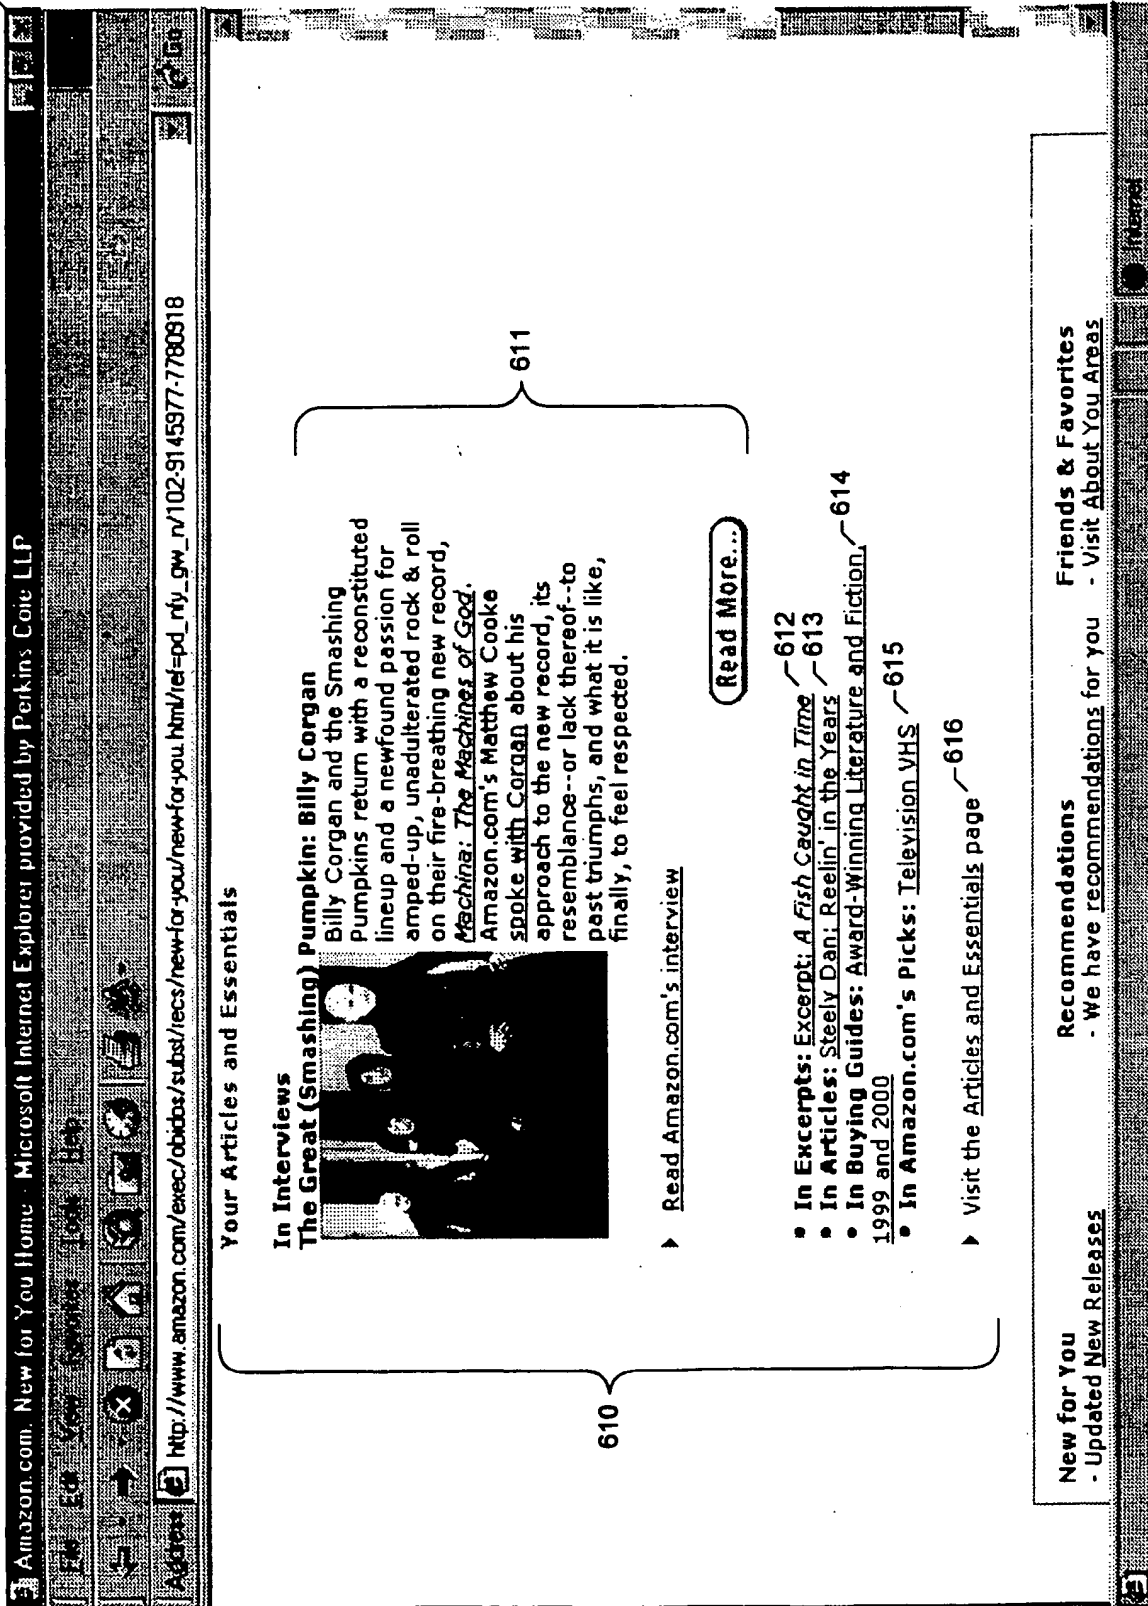 Amazon.com. New for You Home - Microsoft Internet Explorer provided by Perkins Coie LLP
File Edit View Favorites Tools Help
Address http://www.amazon.com/exec/obidos/subst/recs/new-for-you/new-for-you.html/ref=pd_nfy_gw_n/102-9145977-7780918 Go
Your Articles and Essentials
In Interviews
The Great (Smashing) Pumpkin: Billy Corgan
Billy Corgan and the Smashing
Pumpkins return with a reconstituted
lineup and a newfound passion for
amped-up, unadulterated rock & roll
on their fire-breathing new record,
Machina: The Machines of God.
Amazon.com's Matthew Cooke
spoke with Corgan about his
approach to the new record, its
resemblance--or lack thereof--to
past triumphs, and what it is like,
finally, to feel respected.
611
Read Amazon.com's interview
Read More...
• In Excerpts: Excerpt: A Fish Caught in Time 612
• In Articles: Steely Dan: Reelin' in the Years 613
• In Buying Guides: Award-Winning Literature and Fiction, 614
1999 and 2000
• In Amazon.com's Picks: Television VHS 615
Visit the Articles and Essentials page 616
610
New for You
- Updated New Releases
Recommendations
- We have recommendations for you
Friends & Favorites
- Visit About You Areas
Internet